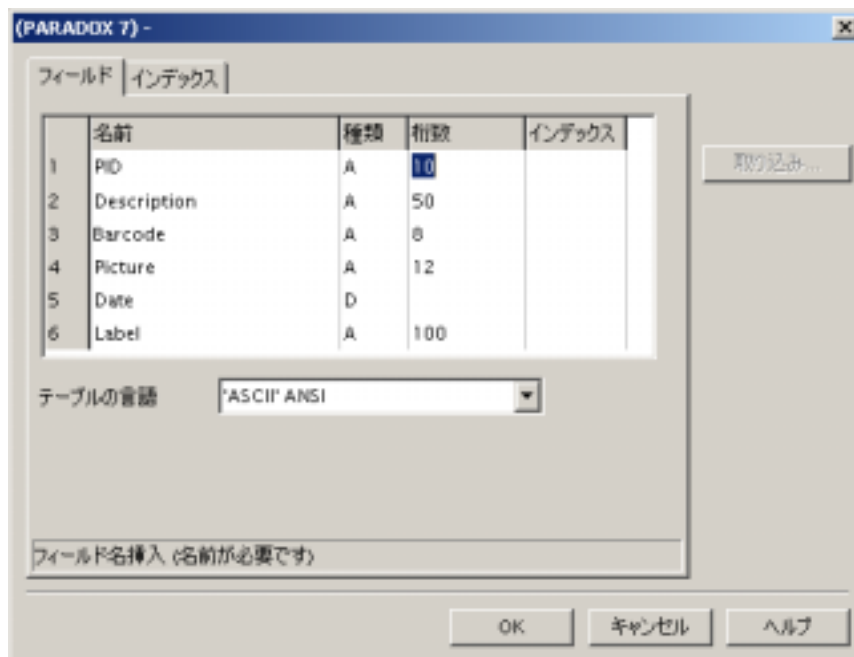 (PARADOX 7) -
フィールド インデックス
名前 種類 桁数 インデックス
1 PID A 10
2 Description A 50
3 Barcode A 8
4 Picture A 12
5 Date D
6 Label A 100
取り込み...
テーブルの言語 'ASCII' ANSI
フィールド名挿入 (名前が必要です)
OK キャンセル ヘルプ